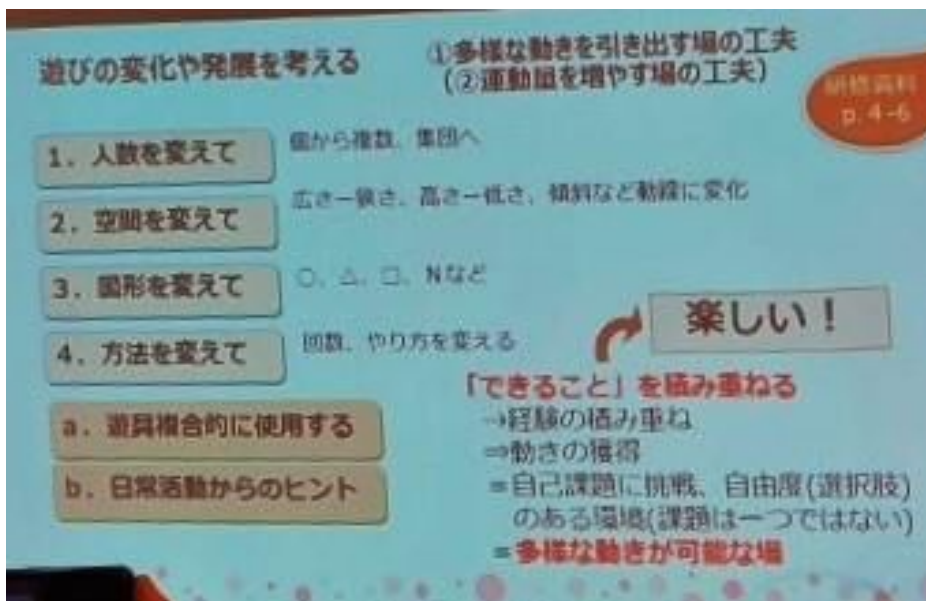 遊びの変化や発展を考える
①多様な動きを引き出す場の工夫
(②運動量を増やす場の工夫)
研修資料
p.4-6
1. 人数を変えて
個から複数、集団へ
2. 空間を変えて
広さー狭さ、高さー低さ、傾斜など動線に変化
3. 図形を変えて
○、△、□、Nなど
4. 方法を変えて
回数、やり方を変える
楽しい!
「できること」を積み重ねる
→経験の積み重ね
⇒動きの獲得
=自己課題に挑戦、自由度(選択肢)
のある環境(課題は一つではない)
=多様な動きが可能な場
a. 遊具複合的に使用する
b. 日常活動からのヒント